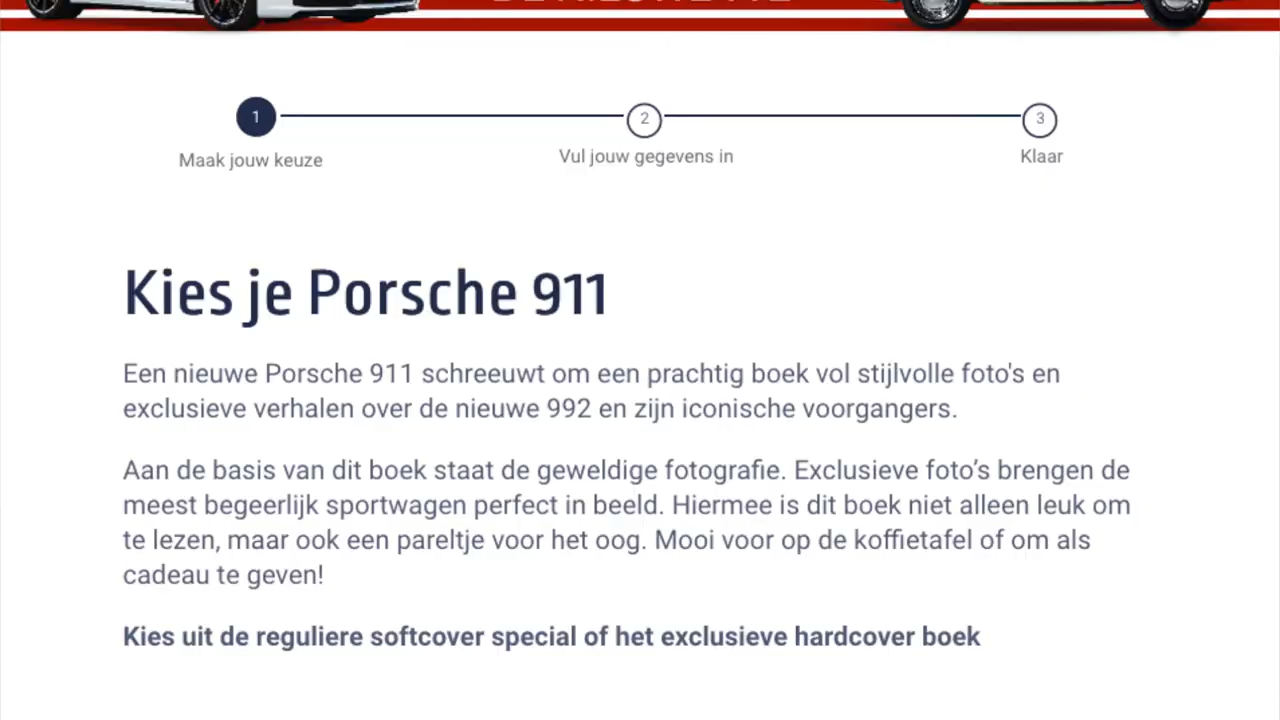 1
2
3
Maak jouw keuze
Vul jouw gegevens in
Klaar
Kies je Porsche 911
Een nieuwe Porsche 911 schreeuwt om een prachtig boek vol stijlvolle foto's en
exclusieve verhalen over de nieuwe 992 en zijn iconische voorgangers.
Aan de basis van dit boek staat de geweldige fotografie. Exclusieve foto’s brengen de
meest begeerlijk sportwagen perfect in beeld. Hiermee is dit boek niet alleen leuk om
te lezen, maar ook een pareltje voor het oog. Mooi voor op de koffietafel of om als
cadeau te geven!
Kies uit de reguliere softcover special of het exclusieve hardcover boek